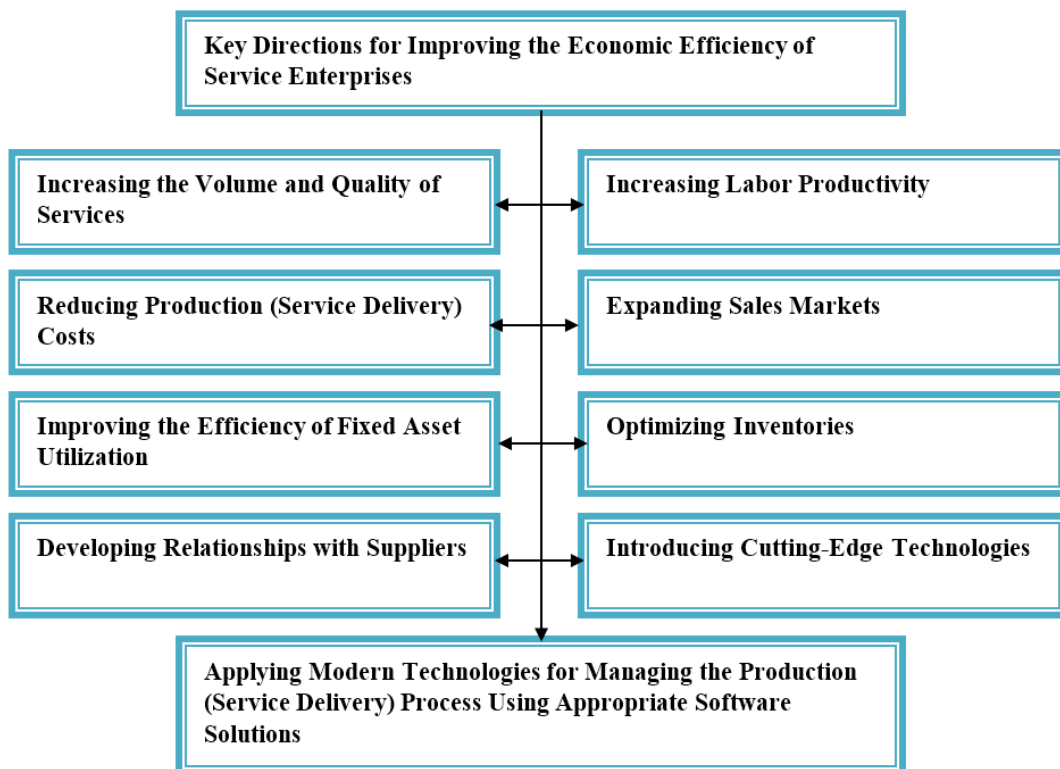 Key Directions for Improving the Economic Efficiency of
Service Enterprises
Increasing the Volume and Quality of
Services
Increasing Labor Productivity
Reducing Production (Service Delivery)
Costs
Expanding Sales Markets
Improving the Efficiency of Fixed Asset
Utilization
Optimizing Inventories
Developing Relationships with Suppliers
Introducing Cutting-Edge Technologies
Applying Modern Technologies for Managing the Production
(Service Delivery) Process Using Appropriate Software
Solutions